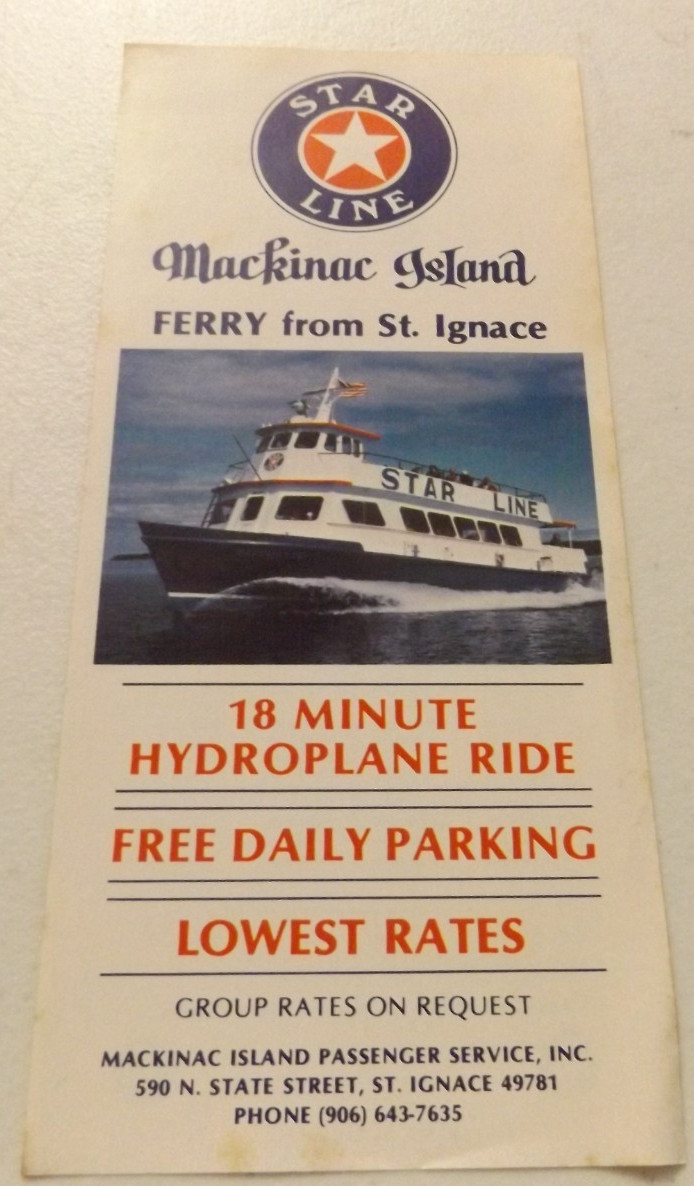 STAR
LINE
Mackinac Island
FERRY from St. Ignace
STAR LINE
18 MINUTE
HYDROPLANE RIDE
FREE DAILY PARKING
LOWEST RATES
GROUP RATES ON REQUEST
MACKINAC ISLAND PASSENGER SERVICE, INC.
590 N. STATE STREET, ST. IGNACE 49781
PHONE (906) 643-7635